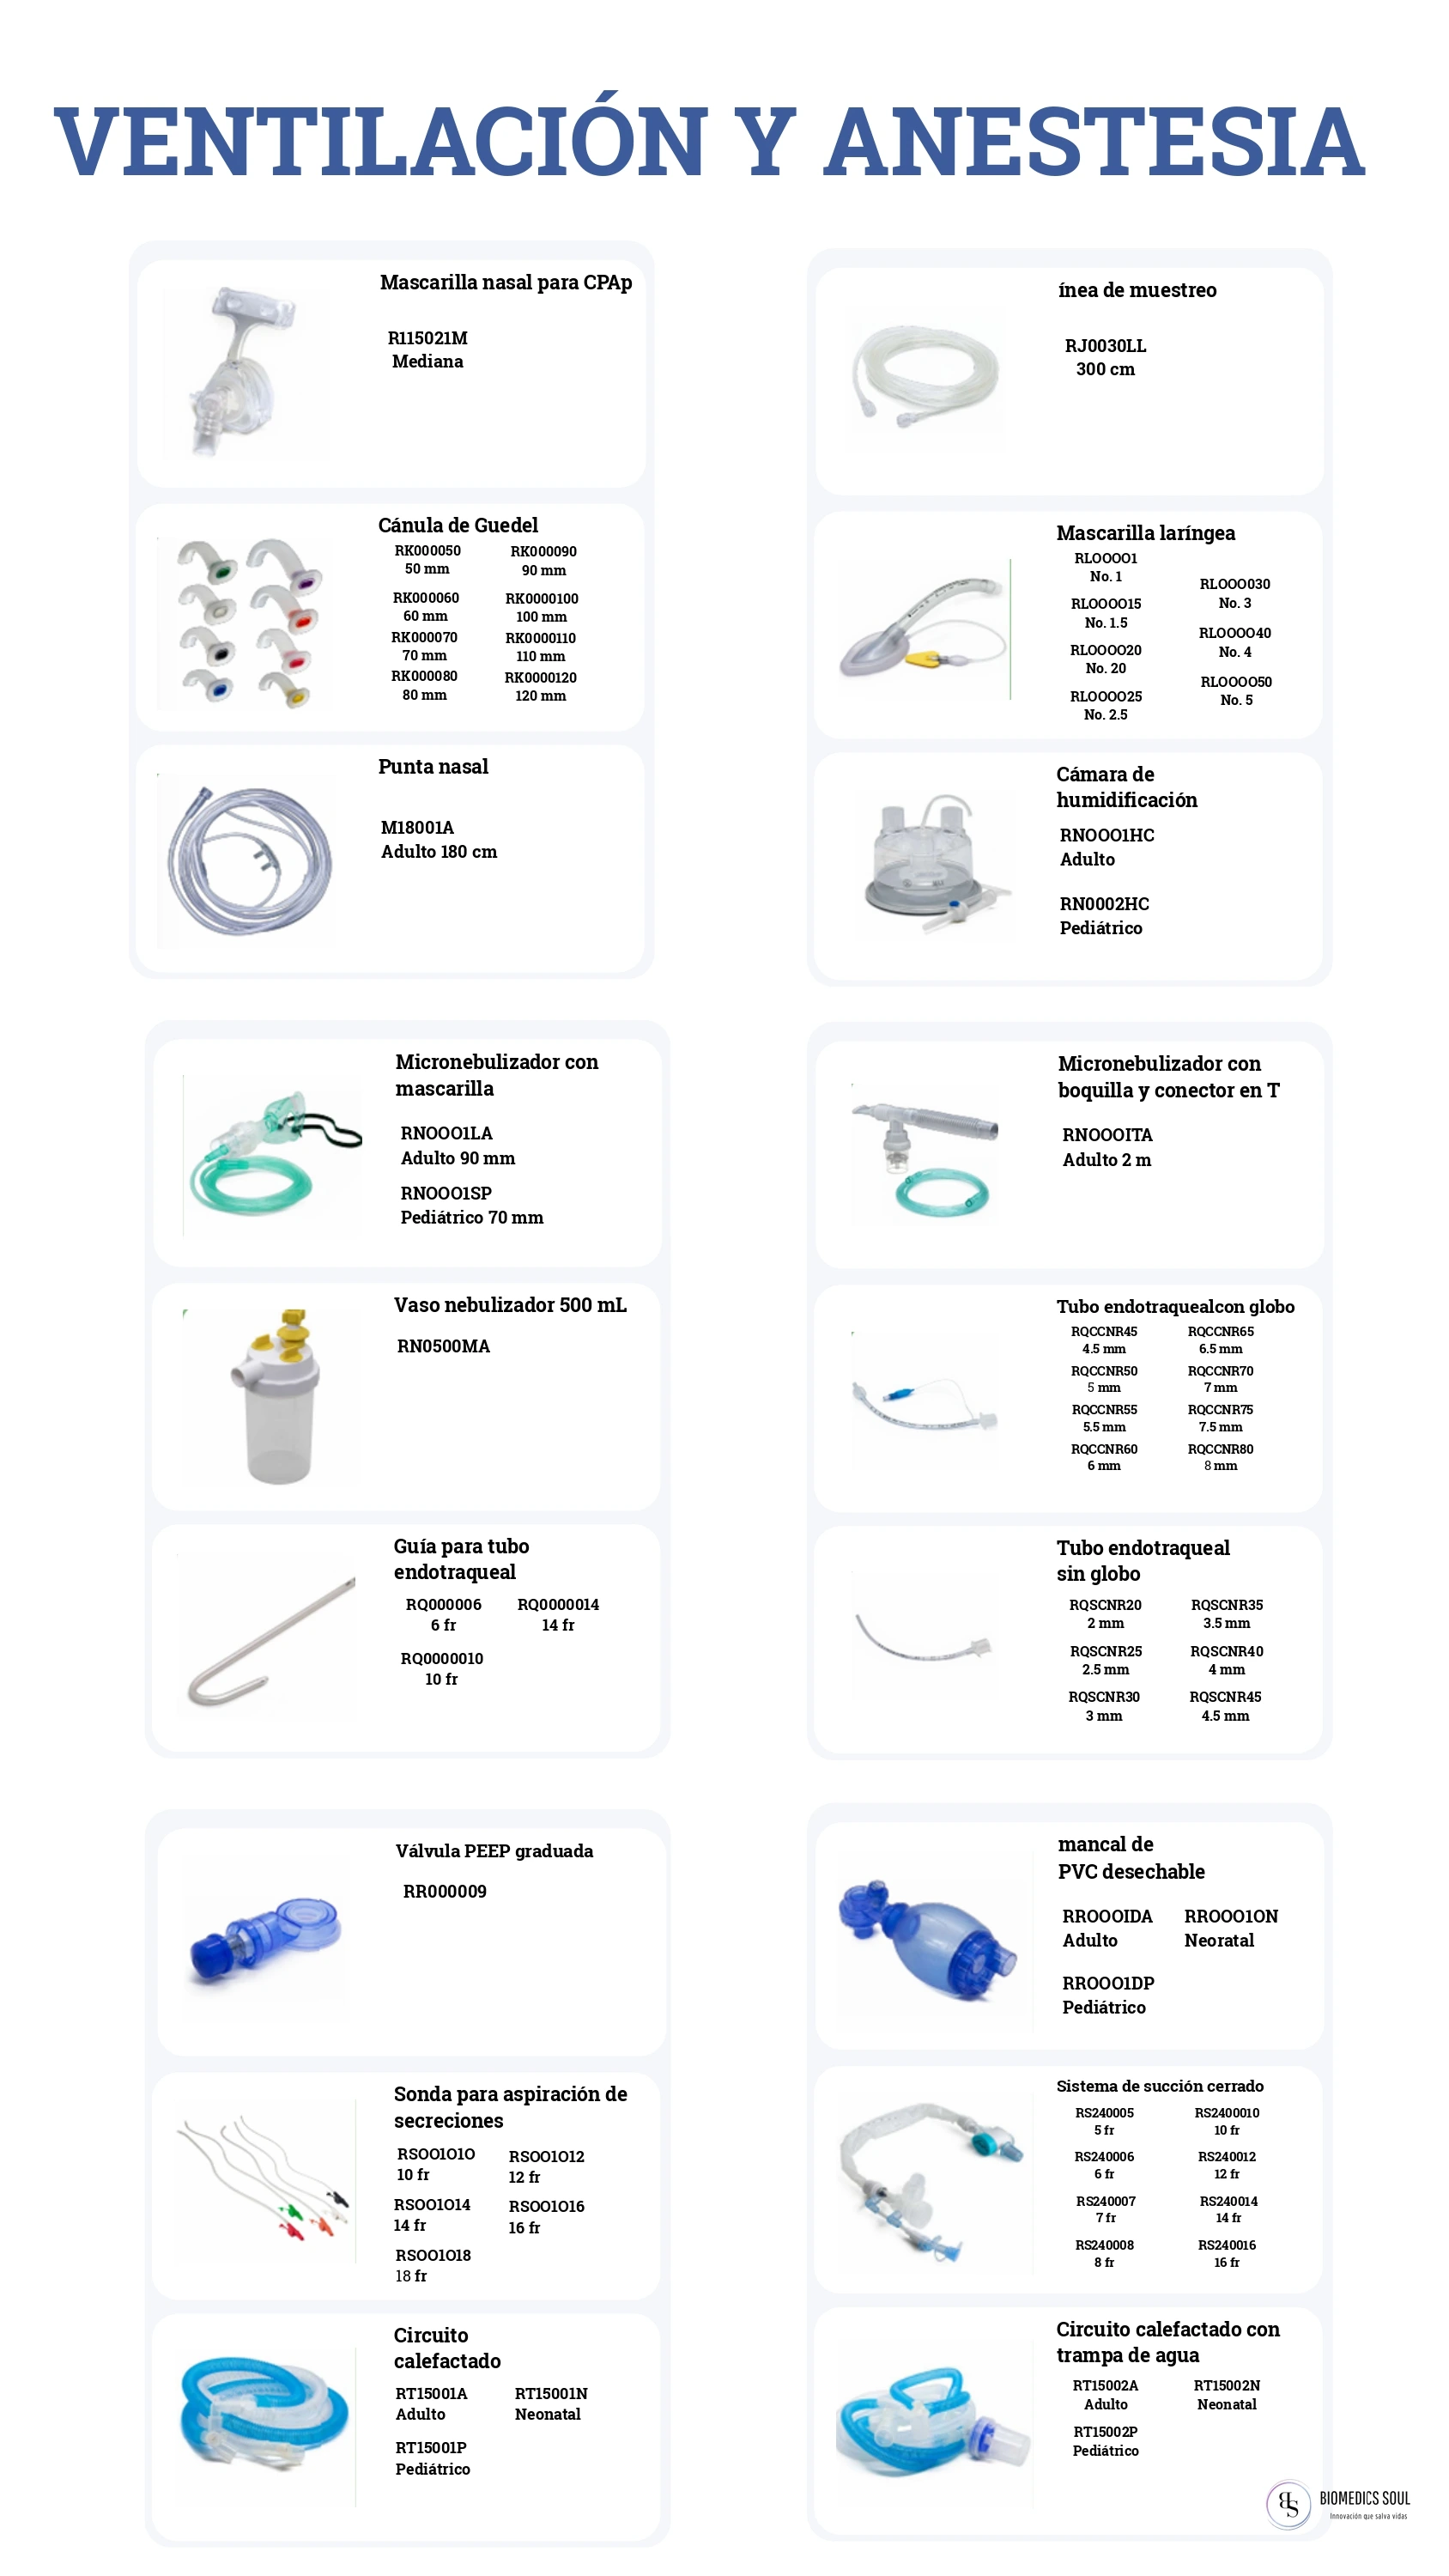 VENTILACIÓN Y ANESTESIA
Mascarilla nasal para CPAp
R115021M
Mediana
Cánula de Guedel
RK000050
50 mm
RK000090
90 mm
RK000060
60 mm
RK0000100
100 mm
RK000070
70 mm
RK0000110
110 mm
RK000080
80 mm
RK0000120
120 mm
Punta nasal
M18001A
Adulto 180 cm
ínea de muestreo
RJ0030LL
300 cm
Mascarilla laríngea
RLOOOO1
No. 1
RLOOO030
No. 3
RLOOOO15
No. 1.5
RLOOOO40
No. 4
RLOOOO20
No. 20
RLOOOO50
No. 5
RLOOOO25
No. 2.5
Cámara de
humidificación
RNOOO1HC
Adulto
RN0002HC
Pediátrico
Micronebulizador con
mascarilla
RNOOO1LA
Adulto 90 mm
RNOOO1SP
Pediátrico 70 mm
Vaso nebulizador 500 mL
RN0500MA
Guía para tubo
endotraqueal
RQ000006
6 fr
RQ0000014
14 fr
RQ0000010
10 fr
Micronebulizador con
boquilla y conector en T
RNOOOITA
Adulto 2 m
Tubo endotraquealcon globo
RQCCNR45
4.5 mm
RQCCNR65
6.5 mm
RQCCNR50
5 mm
RQCCNR70
7 mm
RQCCNR55
5.5 mm
RQCCNR75
7.5 mm
RQCCNR60
6 mm
RQCCNR80
8 mm
Tubo endotraqueal
sin globo
RQSCNR20
2 mm
RQSCNR35
3.5 mm
RQSCNR25
2.5 mm
RQSCNR40
4 mm
RQSCNR30
3 mm
RQSCNR45
4.5 mm
Válvula PEEP graduada
RR000009
Sonda para aspiración de
secreciones
RSOO1O1O
10 fr
RSOO1O12
12 fr
RSOO1O14
14 fr
RSOO1O16
16 fr
RSOO1O18
18 fr
Circuito
calefactado
RT15001A
Adulto
RT15001N
Neonatal
RT15001P
Pediátrico
mancal de
PVC desechable
RROOOIDA
Adulto
RROOO1ON
Neoratal
RROOO1DP
Pediátrico
Sistema de succión cerrado
RS240005
5 fr
RS2400010
10 fr
RS240006
6 fr
RS240012
12 fr
RS240007
7 fr
RS240014
14 fr
RS240008
8 fr
RS240016
16 fr
Circuito calefactado con
trampa de agua
RT15002A
Adulto
RT15002N
Neonatal
RT15002P
Pediátrico
BS
BIOMEDICS SOUL
Innovación que salva vidas